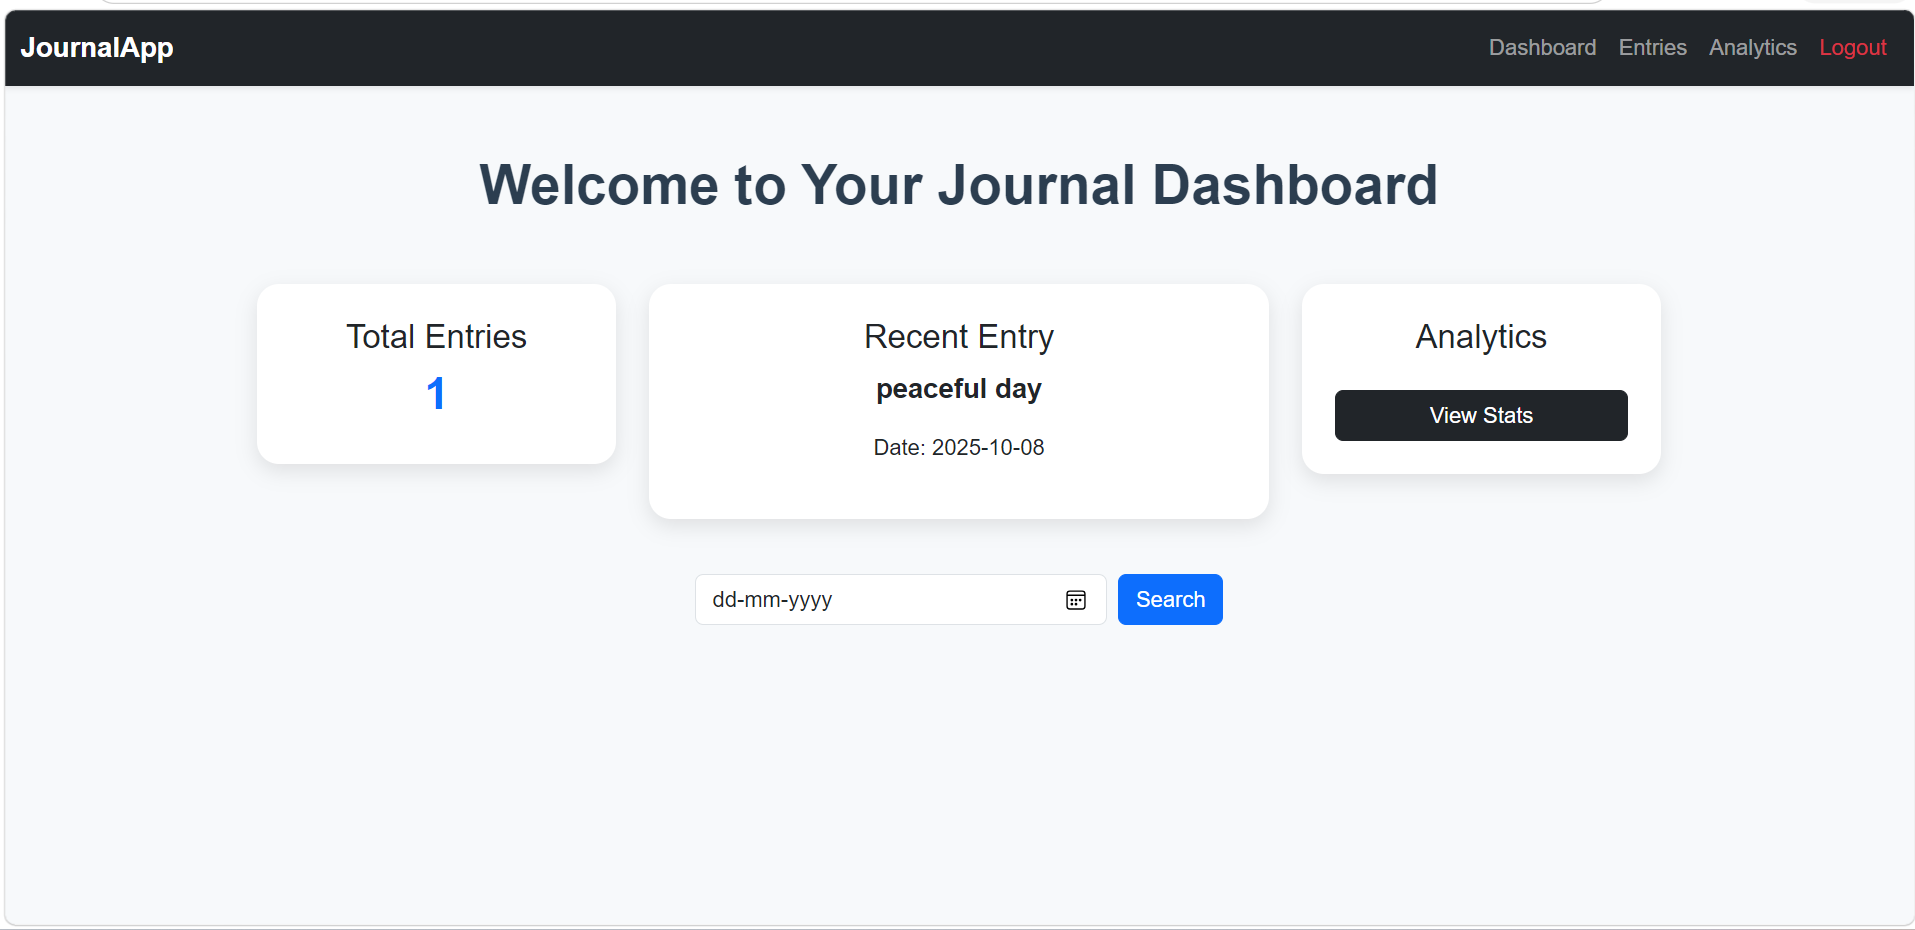 JournalApp
Dashboard Entries Analytics Logout
Welcome to Your Journal Dashboard
Total Entries
1
Recent Entry
peaceful day
Date: 2025-10-08
Analytics
View Stats
dd-mm-yyyy
Search